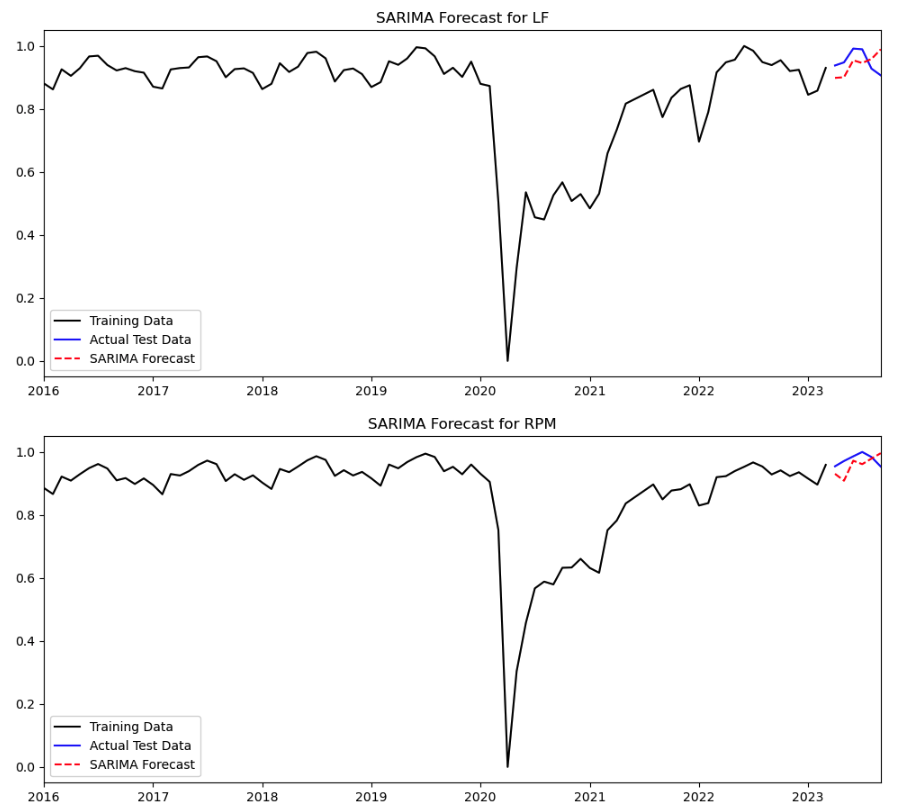 SARIMA Forecast for LF
1.0
0.8
0.6
0.4
0.2
0.0
Training Data
Actual Test Data
SARIMA Forecast
2016 2017 2018 2019 2020 2021 2022 2023
SARIMA Forecast for RPM
1.0
0.8
0.6
0.4
0.2
0.0
Training Data
Actual Test Data
SARIMA Forecast
2016 2017 2018 2019 2020 2021 2022 2023